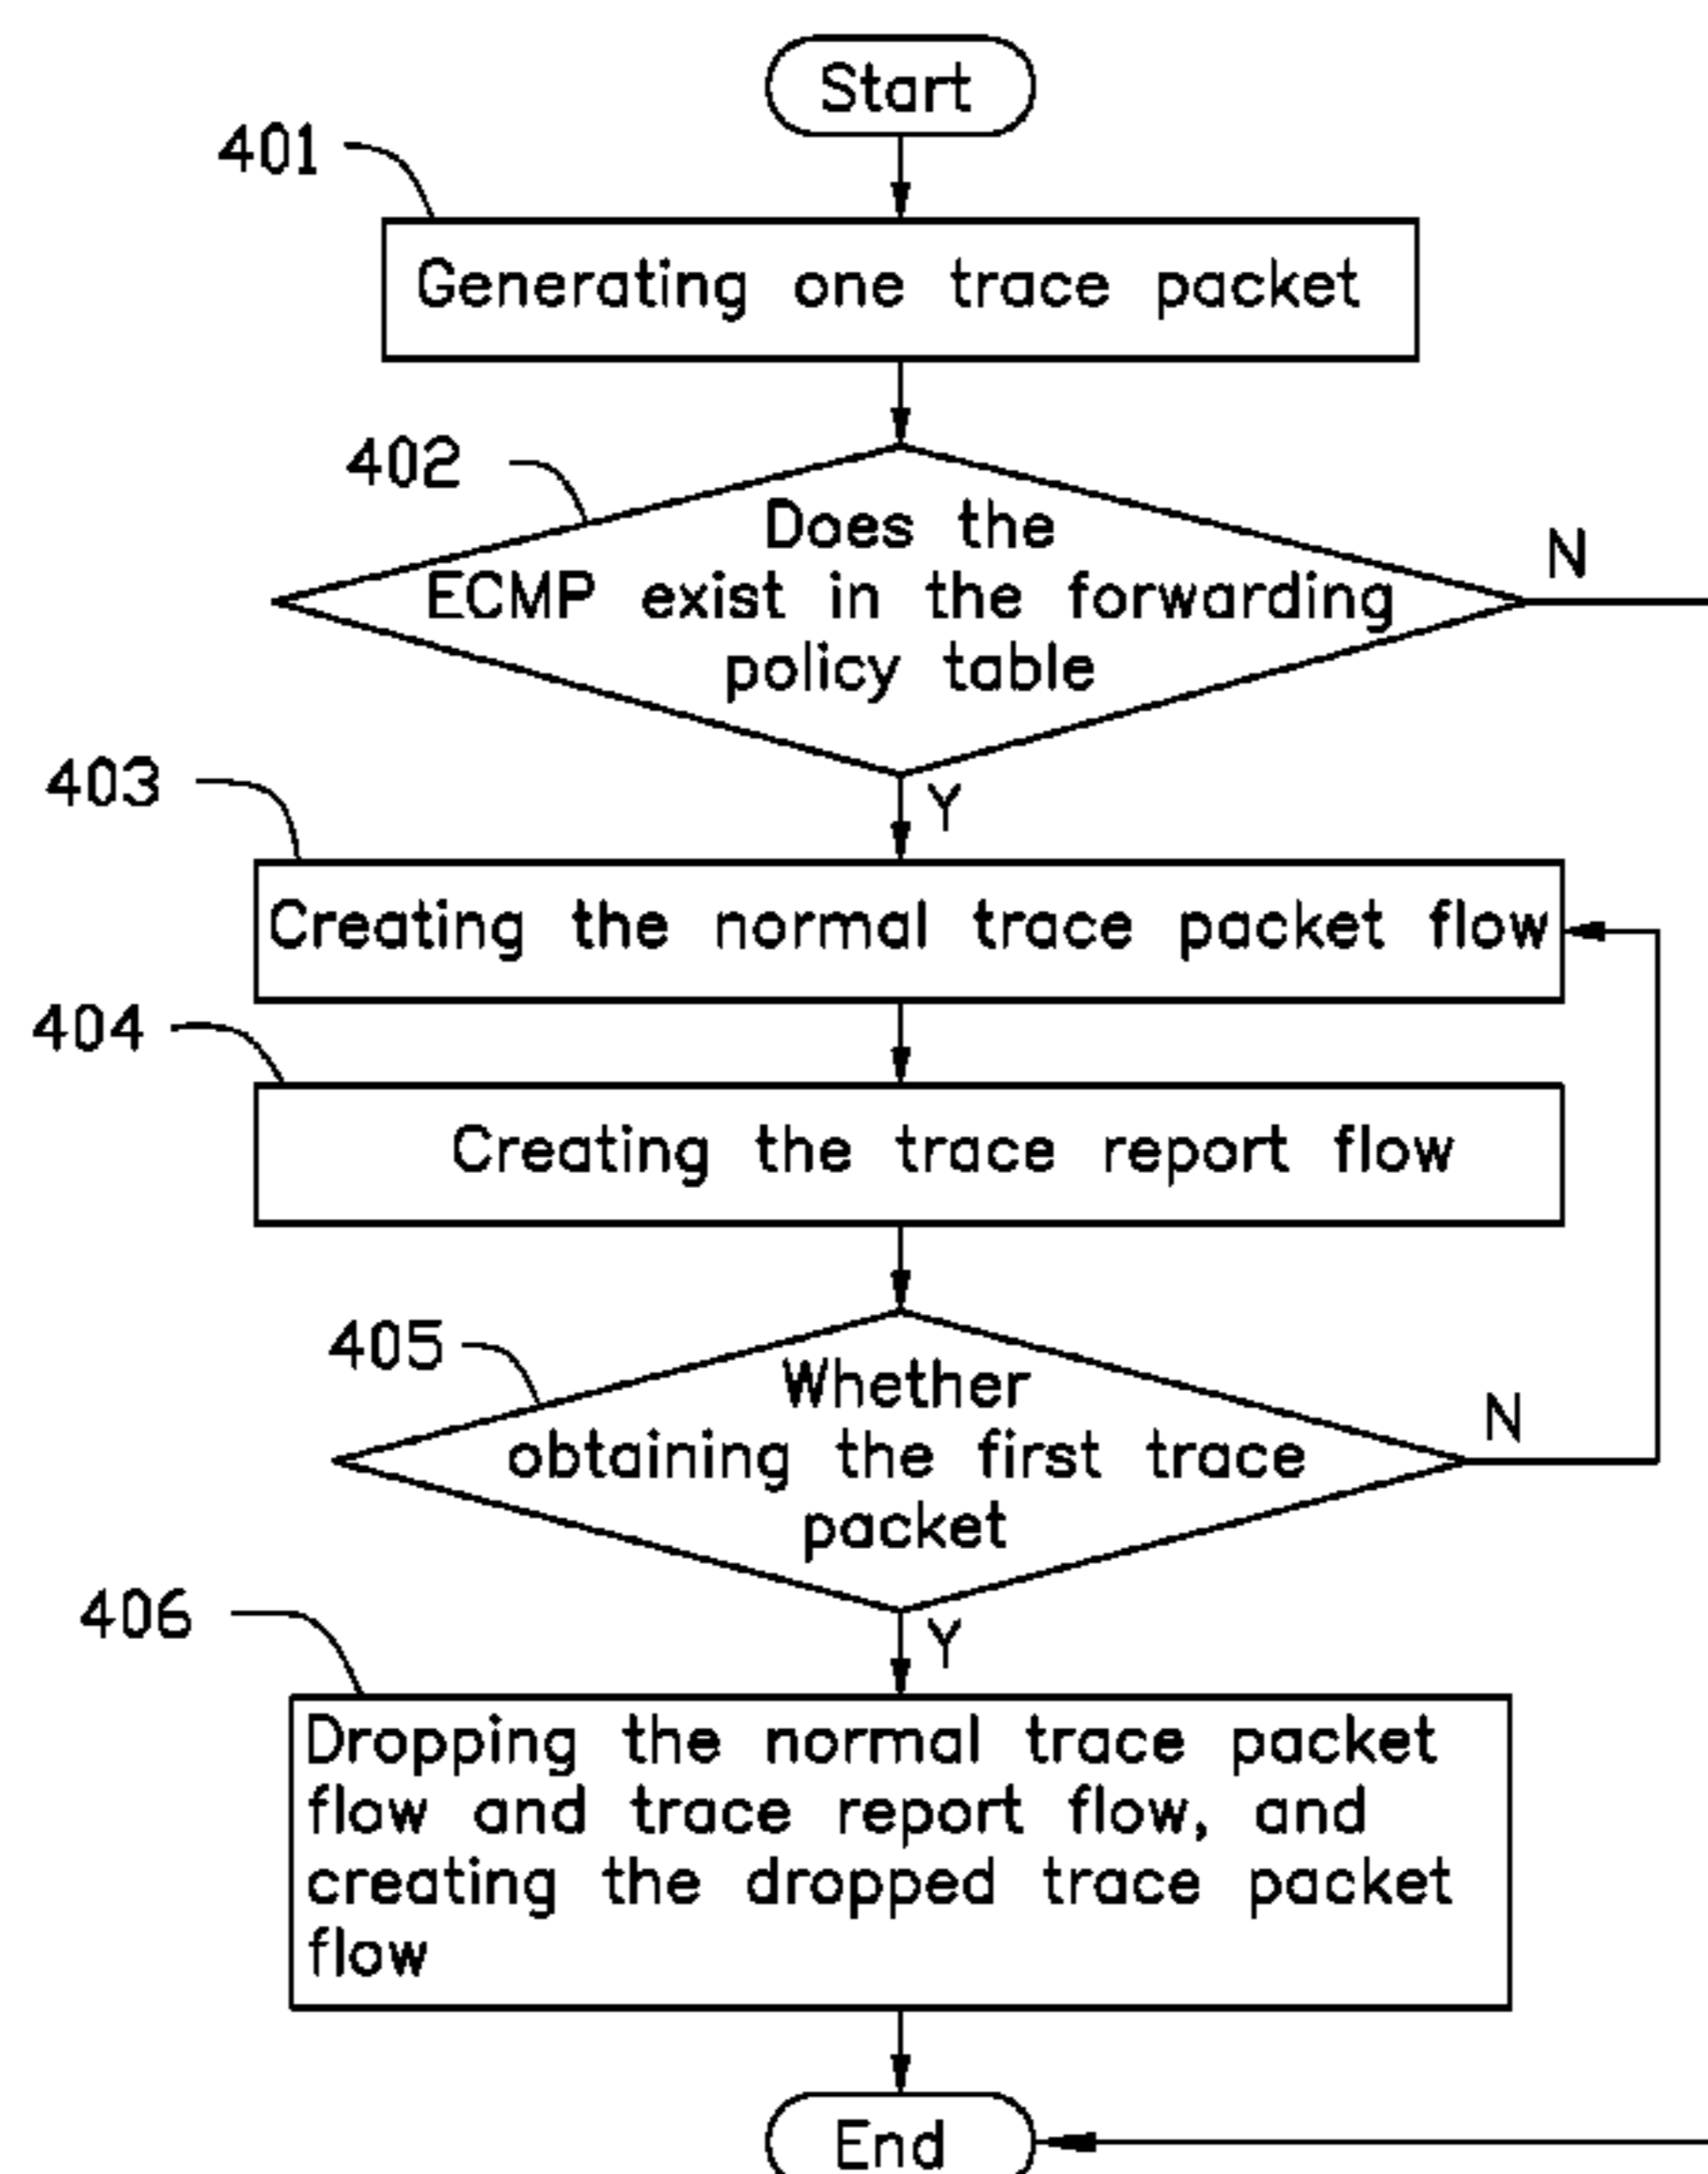 Start
401
Generating one trace packet
402
Does the
ECMP exist in the forwarding
policy table
N
Y
403
Creating the normal trace packet flow
404
Creating the trace report flow
405
Whether
obtaining the first trace
packet
N
Y
406
Dropping the normal trace packet
flow and trace report flow, and
creating the dropped trace packet
flow
End